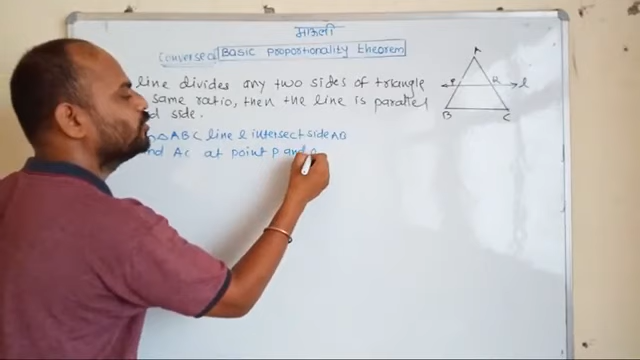 माऊली
Converse of Basic proportionality theorem
line divides any two sides of triangle
same ratio, then the line is parallel
side.
△ABC line l intersect side AB
and AC at point P and
A
P
Q
l
B
C